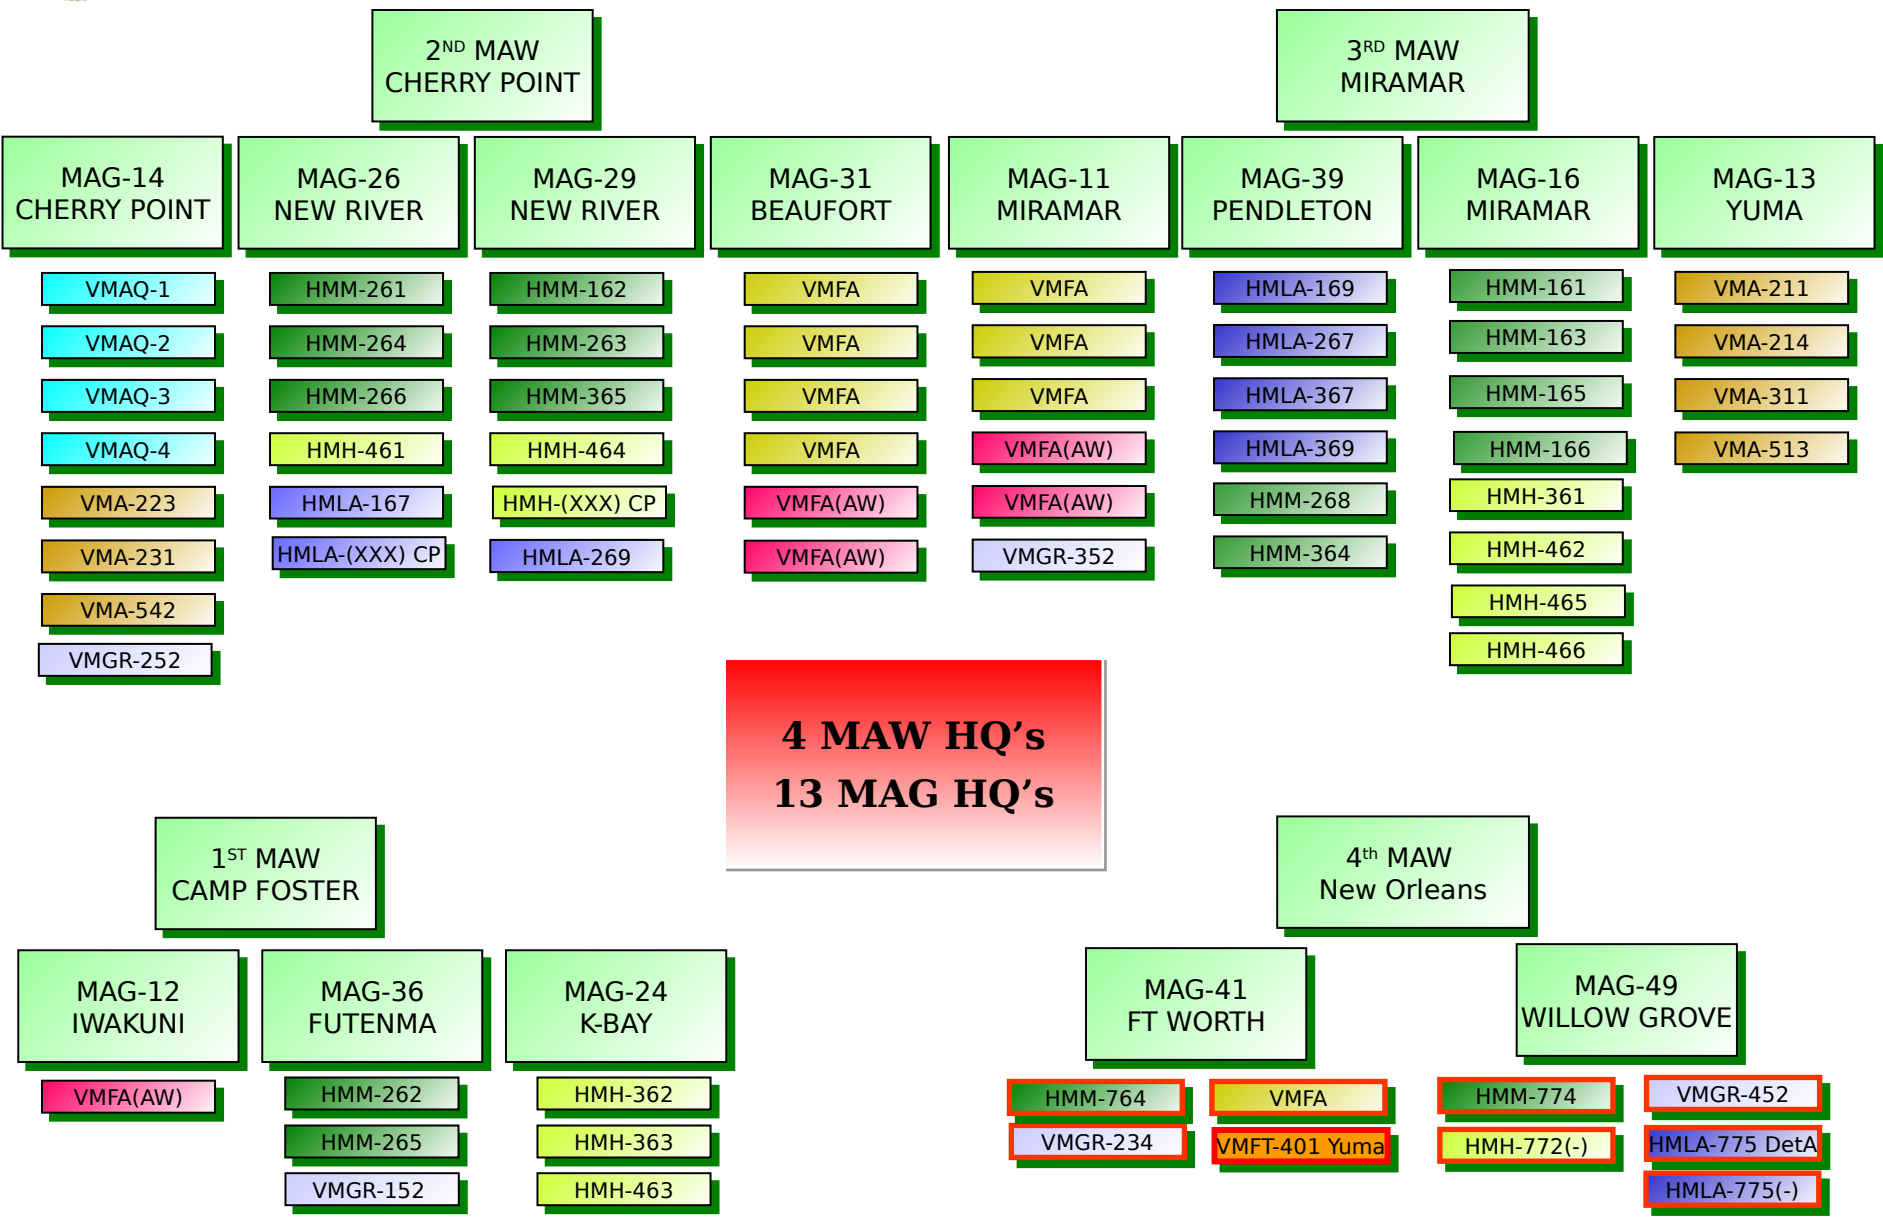 2ND MAW
CHERRY POINT
3RD MAW
MIRAMAR
MAG-14
CHERRY POINT
MAG-26
NEW RIVER
MAG-29
NEW RIVER
MAG-31
BEAUFORT
MAG-11
MIRAMAR
MAG-39
PENDLETON
MAG-16
MIRAMAR
MAG-13
YUMA
VMAQ-1
VMAQ-2
VMAQ-3
VMAQ-4
VMA-223
VMA-231
VMA-542
VMGR-252
HMM-261
HMM-264
HMM-266
HMH-461
HMLA-167
HMLA-(XXX) CP
HMM-162
HMM-263
HMM-365
HMH-464
HMH-(XXX) CP
HMLA-269
VMFA
VMFA
VMFA
VMFA
VMFA(AW)
VMFA(AW)
VMFA
VMFA
VMFA
VMFA(AW)
VMFA(AW)
VMGR-352
HMLA-169
HMLA-267
HMLA-367
HMLA-369
HMM-268
HMM-364
HMM-161
HMM-163
HMM-165
HMM-166
HMH-361
HMH-462
HMH-465
HMH-466
VMA-211
VMA-214
VMA-311
VMA-513
4 MAW HQ’s
13 MAG HQ’s
1ST MAW
CAMP FOSTER
4th MAW
New Orleans
MAG-12
IWAKUNI
MAG-36
FUTENMA
MAG-24
K-BAY
MAG-41
FT WORTH
MAG-49
WILLOW GROVE
VMFA(AW)
HMM-262
HMM-265
VMGR-152
HMH-362
HMH-363
HMH-463
HMM-764
VMGR-234
VMFA
VMFT-401 Yuma
HMM-774
HMH-772(-)
VMGR-452
HMLA-775 DetA
HMLA-775(-)